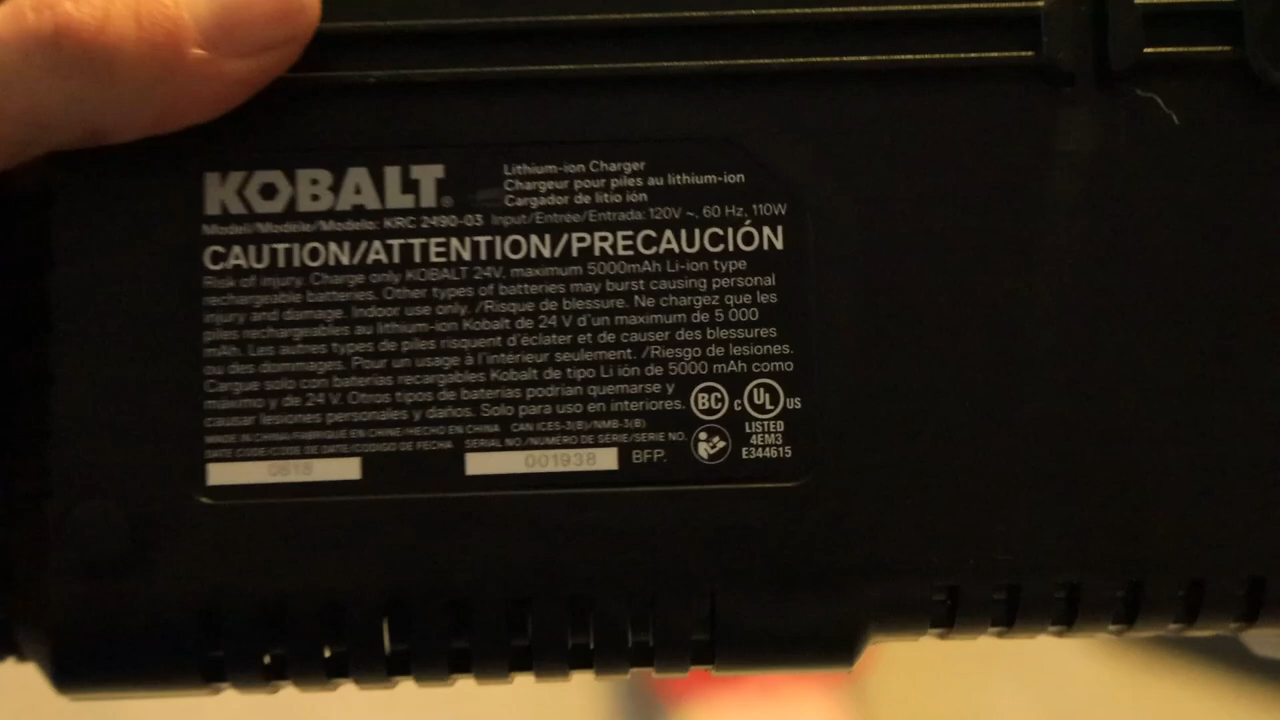 KOBALT®
Lithium-ion Charger
Chargeur pour piles au lithium-ion
Cargador de litio ión
Model/Modèle/Modelo: KRC 2490-03 Input/Entrée/Entrada: 120V ~, 60 Hz, 110W
CAUTION/ATTENTION/PRECAUCIÓN
Risk of injury. Charge only KOBALT 24V, maximum 5000mAh Li-ion type
rechargeable batteries. Other types of batteries may burst causing personal
injury and damage. Indoor use only. /Risque de blessure. Ne chargez que les
piles rechargeables au lithium-ion Kobalt de 24 V d'un maximum de 5 000
mAh. Les autres types de piles risquent d'éclater et de causer des blessures
ou des dommages. Pour un usage à l'intérieur seulement. /Riesgo de lesiones.
Cargue solo con baterías recargables Kobalt de tipo Li ión de 5000 mAh como
máximo y de 24 V. Otros tipos de baterías podrían quemarse y
causar lesiones personales y daños. Solo para uso en interiores.
BC
c UL US
LISTED
4EM3
E344615
MADE IN CHINA/FABRIQUÉ EN CHINE/HECHO EN CHINA CAN ICES-3(B)/NMB-3(B)
DATE CODE/CODE DE DATE/CÓDIGO DE FECHA SERIAL NO./NUMÉRO DE SÉRIE/SERIE NO.
0618
001938
BFP.